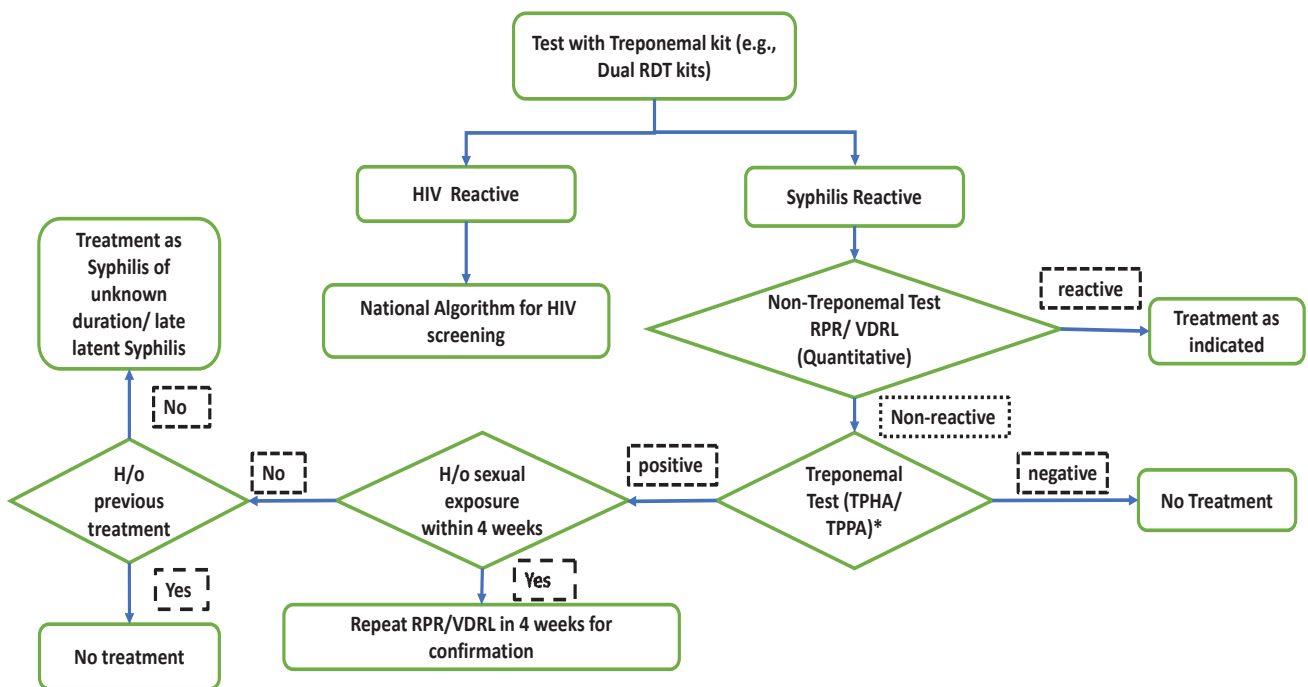 Test with Treponemal kit (e.g.,
Dual RDT kits)
HIV Reactive
Syphilis Reactive
Treatment as
Syphilis of
unknown
duration/ late
latent Syphilis
National Algorithm for HIV
screening
Non-Treponemal Test
RPR/ VDRL
(Quantitative)
reactive
Treatment as
indicated
No
Non-reactive
H/o
previous
treatment
No
H/o sexual
exposure
within 4 weeks
positive
Treponemal
Test (TPHA/
TPPA)*
negative
No Treatment
Yes
Yes
No treatment
Repeat RPR/VDRL in 4 weeks for
confirmation